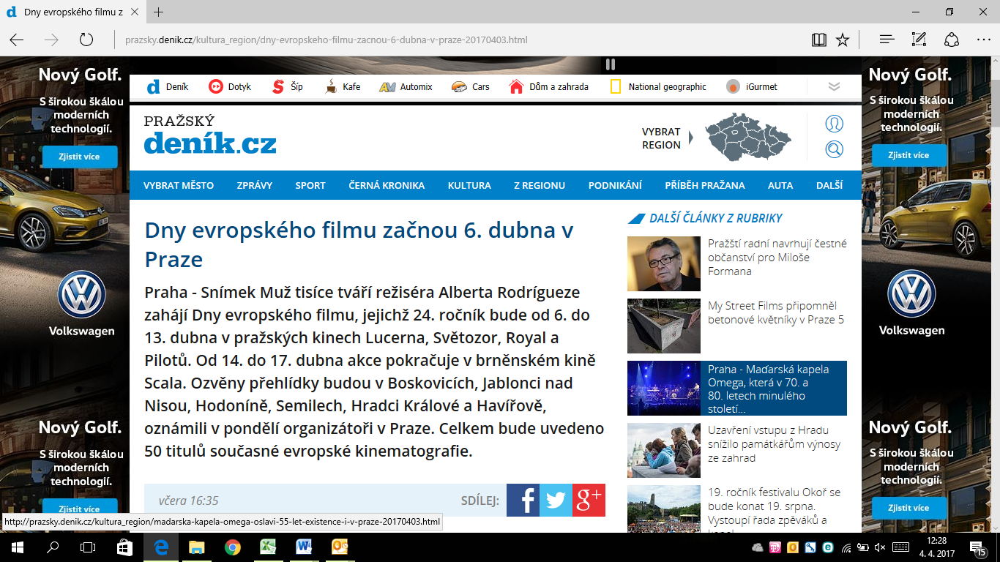 Dny evropského filmu z
prazsky.denik.cz/kultura_region/dny-evropskeho-filmu-zacnou-6-dubna-v-praze-20170403.html
Nový Golf.
S širokou škálou
moderních
technologií.
Zjistit více
Volkswagen
Nový Golf.
S širokou škálou
moderních
technologií.
Zjistit více
Deník
Dotyk
Šíp
Kafe
Automix
Cars
Dům a zahrada
National geographic
iGurmet
PRAŽSKÝ
deník.cz
VYBRAT
REGION
VYBRAT MĚSTO
ZPRÁVY
SPORT
ČERNÁ KRONIKA
KULTURA
Z REGIONU
PODNIKÁNÍ
PŘÍBĚH PRAŽANA
AUTA
DALŠÍ
Dny evropského filmu začnou 6. dubna v
Praze
Praha - Snímek Muž tisíce tváří režiséra Alberta Rodrígueze
zahájí Dny evropského filmu, jejichž 24. ročník bude od 6. do
13. dubna v pražských kinech Lucerna, Světozor, Royal a
Pilotů. Od 14. do 17. dubna akce pokračuje v brněnském kině
Scala. Ozvěny přehlídky budou v Boskovicích, Jablonci nad
Nisou, Hodoníně, Semilech, Hradci Králové a Havířově,
oznámili v pondělí organizátoři v Praze. Celkem bude uvedeno
50 titulů současné evropské kinematografie.
včera 16:35
SDÍLEJ:
DALŠÍ ČLÁNKY Z RUBRIKY
Pražští radní navrhují čestné
občanství pro Miloše
Formana
My Street Films připomněl
betonové květníky v Praze 5
Praha - Maďarská kapela
Omega, která v 70. a
80. letech minulého
století...
Uzavření vstupu z Hradu
snížilo památkářům výnosy
ze zahrad
19. ročník festivalu Okoř se
bude konat 19. srpna.
Vystoupí řada zpěváků a
kapel
Nový Golf.
S širokou škálou
moderních
technologií.
Zjistit více
Volkswagen
Nový Golf.
S širokou škálou
moderních
technologií.
Zjistit více
http://prazsky.denik.cz/kultura_region/madarska-kapela-omega-oslavi-55-let-existence-i-v-praze-20170403.html
12:28
4. 4. 2017
15